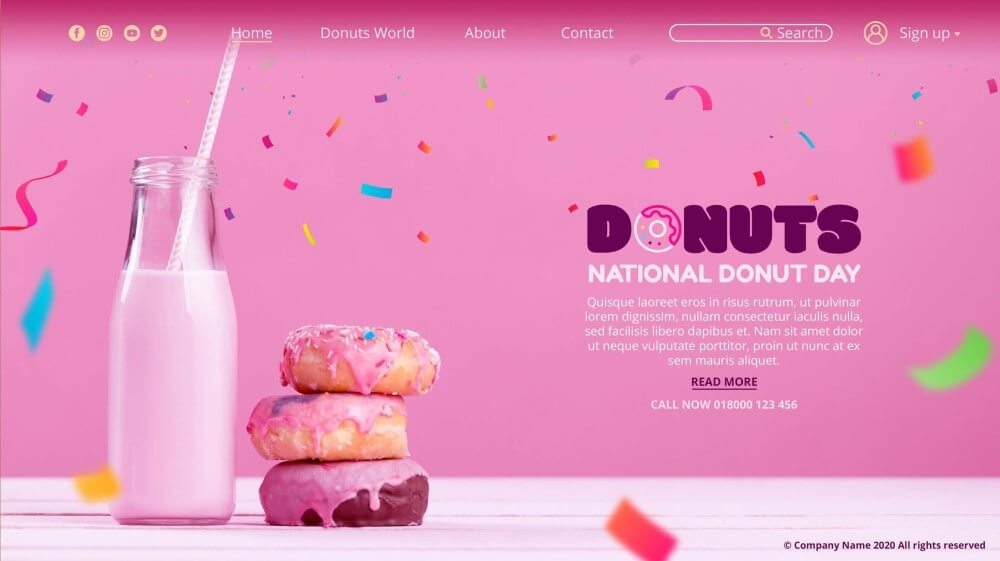 Home
Donuts World
About
Contact
Search
Sign up
DONUTS
NATIONAL DONUT DAY
Quisque laoreet eros in risus rutrum, ut pulvinar
lorem dignissim, nullam consectetur iaculis nulla,
sed facilisis libero dapibus et. Nam sit amet dolor
ut neque vulputate porttitor, proin ut nunc at ex
sem mauris aliquet.
READ MORE
CALL NOW 018000 123 456
© Company Name 2020 All rights reserved